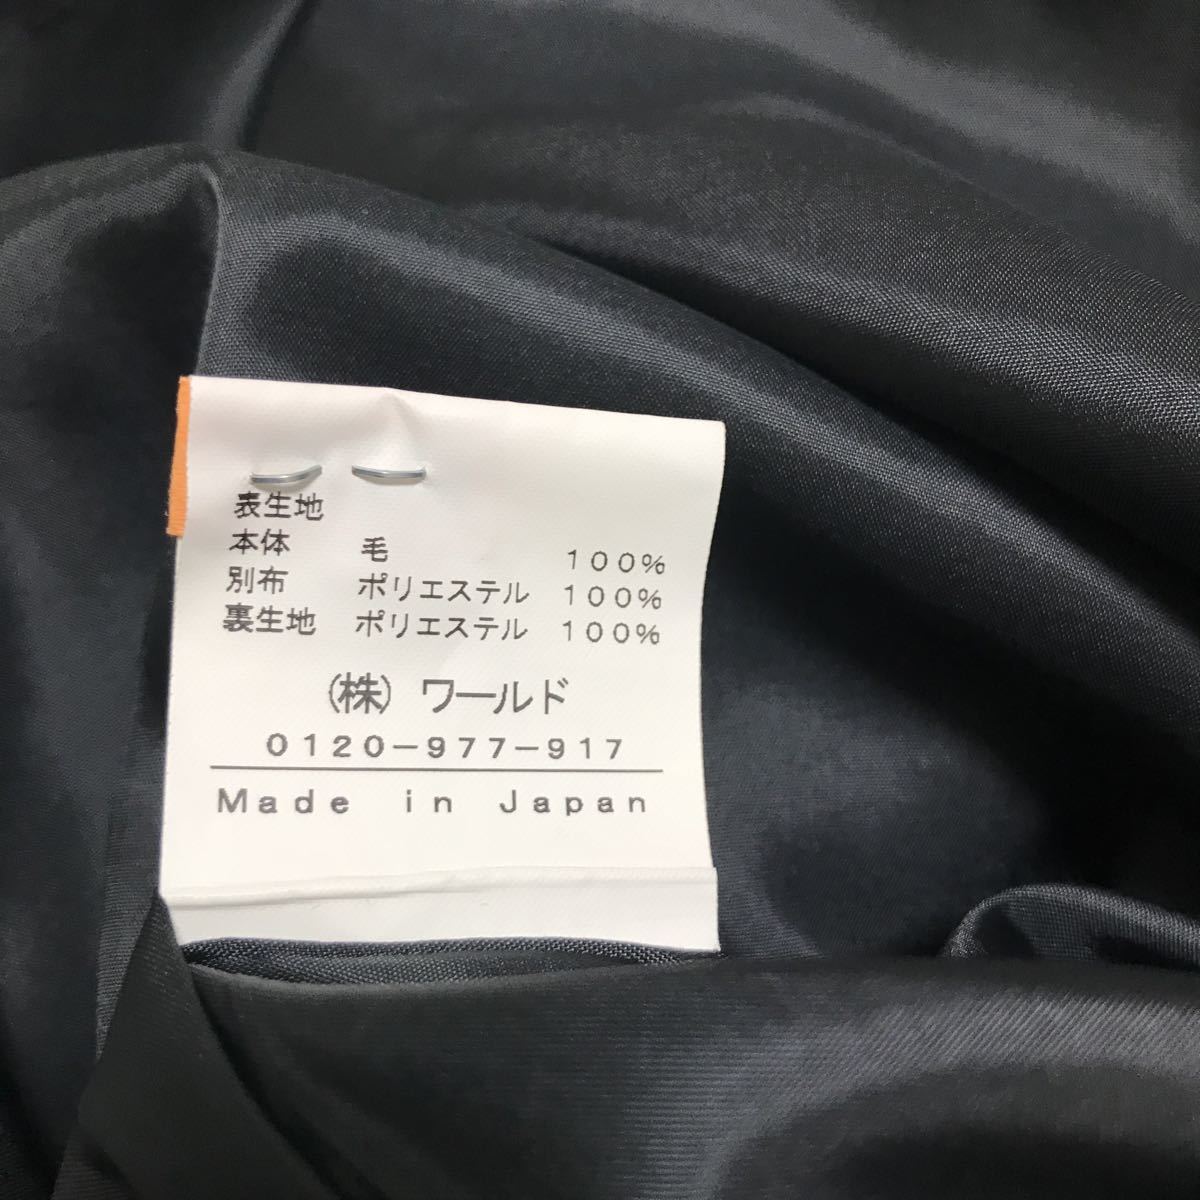 表生地
本体 毛 100%
別布 ポリエステル 100%
裏生地 ポリエステル 100%
(株) ワールド
0120-977-917
Made in Japan